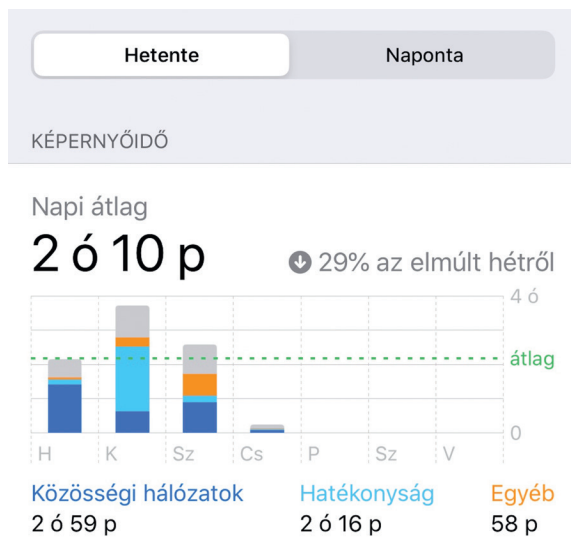 Hetente Naponta
KÉPERNYŐIDŐ
Napi átlag
2 ó 10 p
29% az elmúlt hétről
4 ó
átlag
0
H K Sz Cs P Sz V
Közösségi hálózatok Hatékonyság Egyéb
2 ó 59 p 2 ó 16 p 58 p